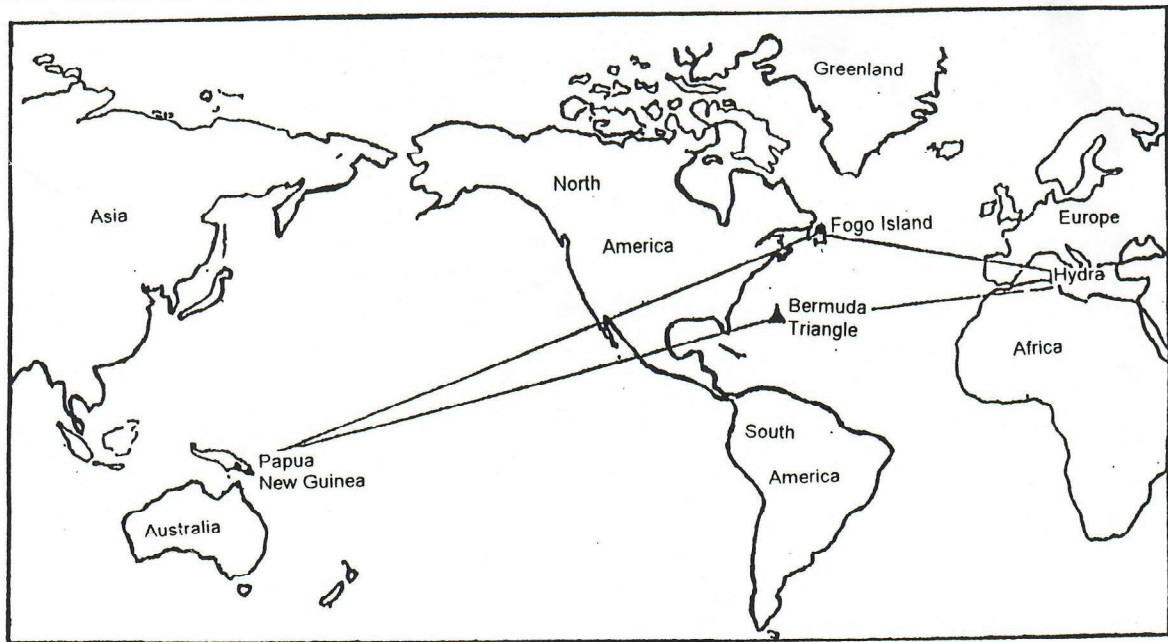 Greenland
North
Asia
America
Fogo Island
Europe
Hydra
Bermuda
Triangle
Africa
South
America
Papua
New Guinea
Australia